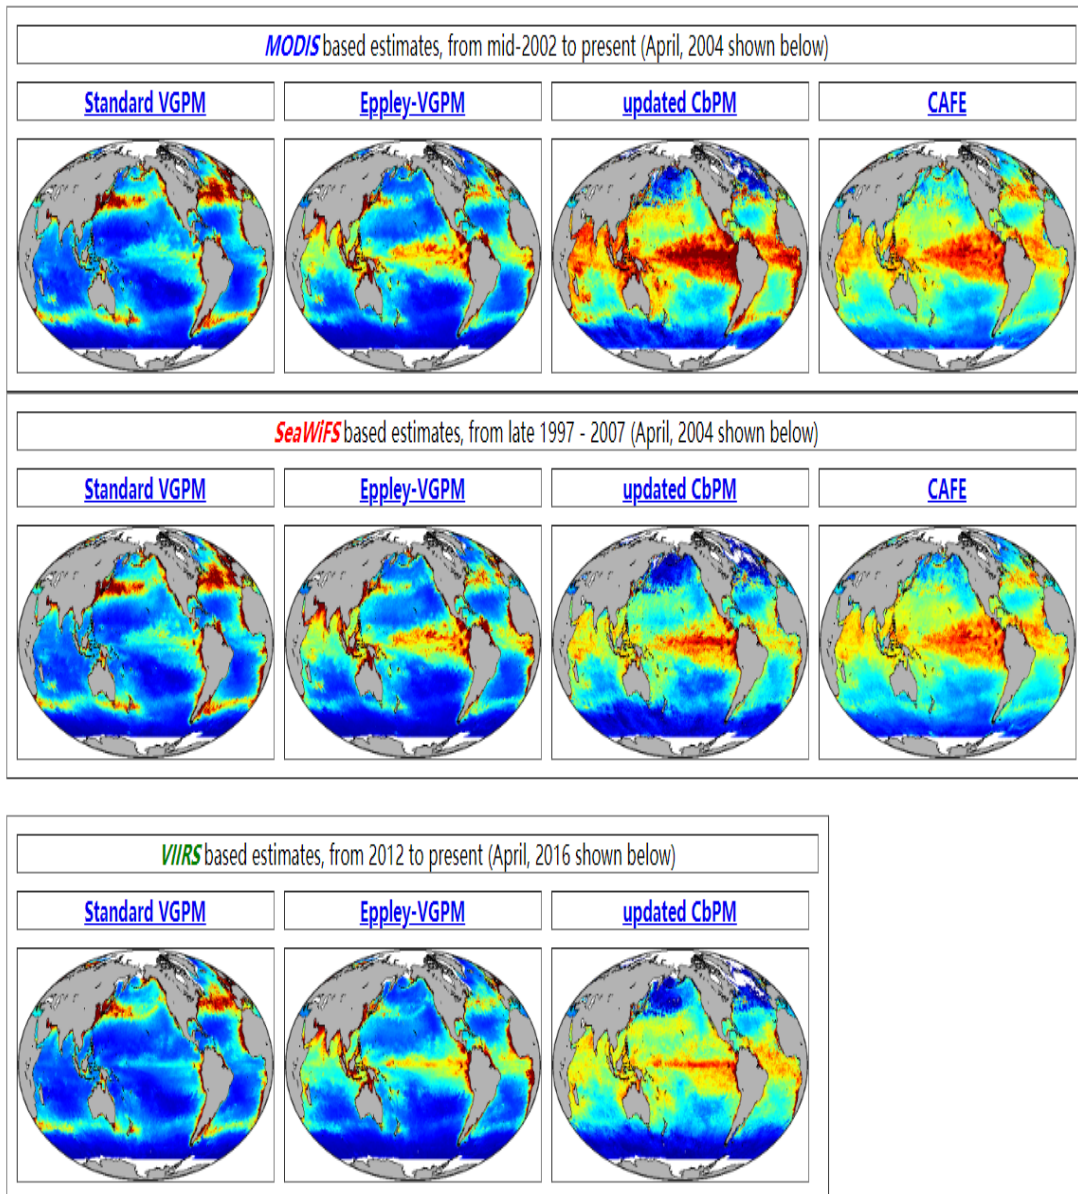 MODIS based estimates, from mid-2002 to present (April, 2004 shown below)
Standard VGPM
Eppley-VGPM
updated CbPM
CAFE
SeaWiFS based estimates, from late 1997 - 2007 (April, 2004 shown below)
Standard VGPM
Eppley-VGPM
updated CbPM
CAFE
VIIRS based estimates, from 2012 to present (April, 2016 shown below)
Standard VGPM
Eppley-VGPM
updated CbPM